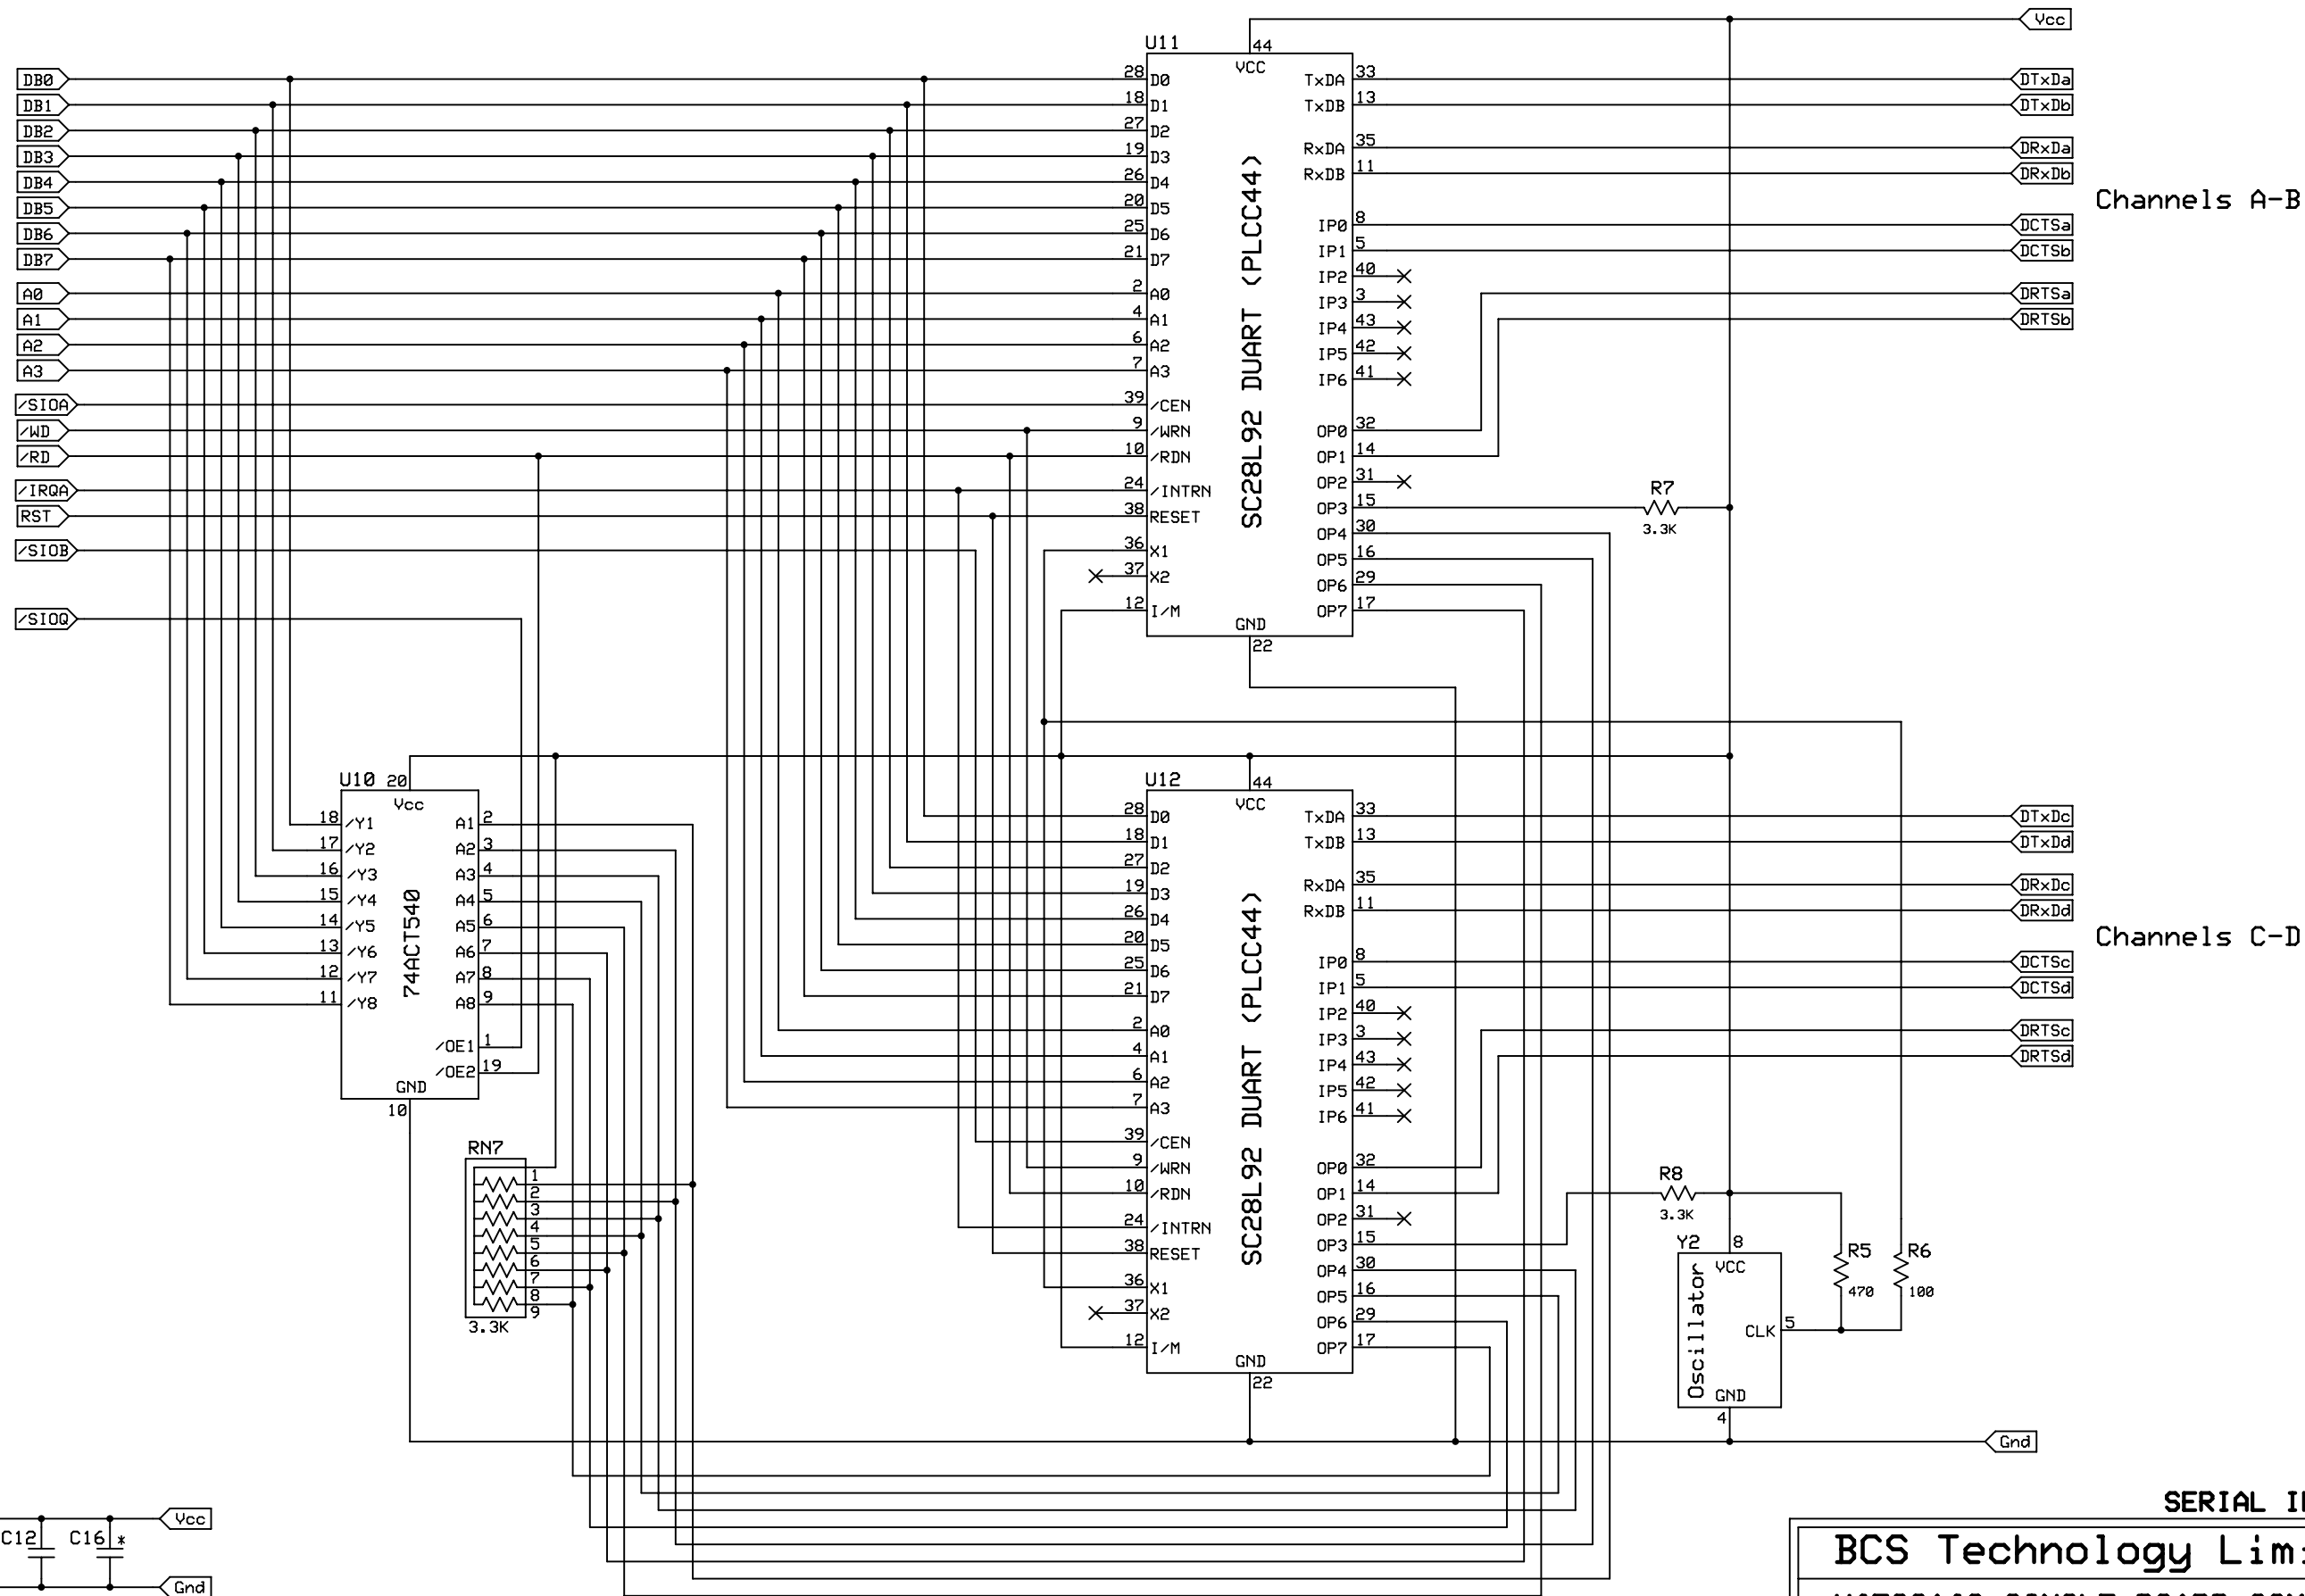 Vcc
U11
44
VCC
DB0
28 D0
TxDA 33
DTxDa
DB1
18 D1
TxDB 13
DTxDb
DB2
27 D2
DB3
19 D3
RxDA 35
DRxDa
DB4
26 D4
RxDB 11
DRxDb
DB5
20 D5
Channels A-B
DB6
25 D6
IP0 8
DCTSa
DB7
21 D7
IP1 5
DCTSb
IP2 40
A0
2 A0
IP3 3
DRTSa
A1
4 A1
IP4 43
DRTSb
A2
6 A2
IP5 42
A3
7 A3
IP6 41
/SIOA
39 /CEN
/WD
9 /WRN
OP0 32
/RD
10 /RDN
OP1 14
/IRQA
24 /INTRN
OP2 31
RST
38 RESET
OP3 15
R7
3.3K
OP4 30
/SIOB
36 X1
OP5 16
37 X2
OP6 29
12 I/M
OP7 17
/SIOQ
GND
22
SC28L92 DUART (PLCC44)
U10 20
Vcc
18 /Y1
A1 2
17 /Y2
A2 3
16 /Y3
A3 4
15 /Y4
A4 5
14 /Y5
A5 6
13 /Y6
A6 7
12 /Y7
A7 8
11 /Y8
A8 9
/OE1 1
/OE2 19
GND
10
74ACT540
RN7
1
2
3
4
5
6
7
8
9
3.3K
U12
44
VCC
28 D0
TxDA 33
DTxDc
18 D1
TxDB 13
DTxDd
27 D2
19 D3
RxDA 35
DRxDc
26 D4
RxDB 11
DRxDd
20 D5
Channels C-D
25 D6
IP0 8
DCTSc
21 D7
IP1 5
DCTSd
IP2 40
2 A0
IP3 3
DRTSc
4 A1
IP4 43
DRTSd
6 A2
IP5 42
7 A3
IP6 41
39 /CEN
9 /WRN
OP0 32
10 /RDN
OP1 14
24 /INTRN
OP2 31
38 RESET
OP3 15
OP4 30
36 X1
OP5 16
37 X2
OP6 29
12 I/M
OP7 17
GND
22
SC28L92 DUART (PLCC44)
R8
3.3K
Y2
8
VCC
Oscillator
CLK 5
GND
4
R5
470
R6
100
Gnd
Vcc
C12
C16 *
Gnd
SERIAL
BCS Technology